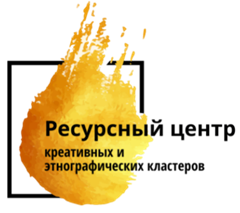 Ресурсный центр
креативных и
этнографических кластеров